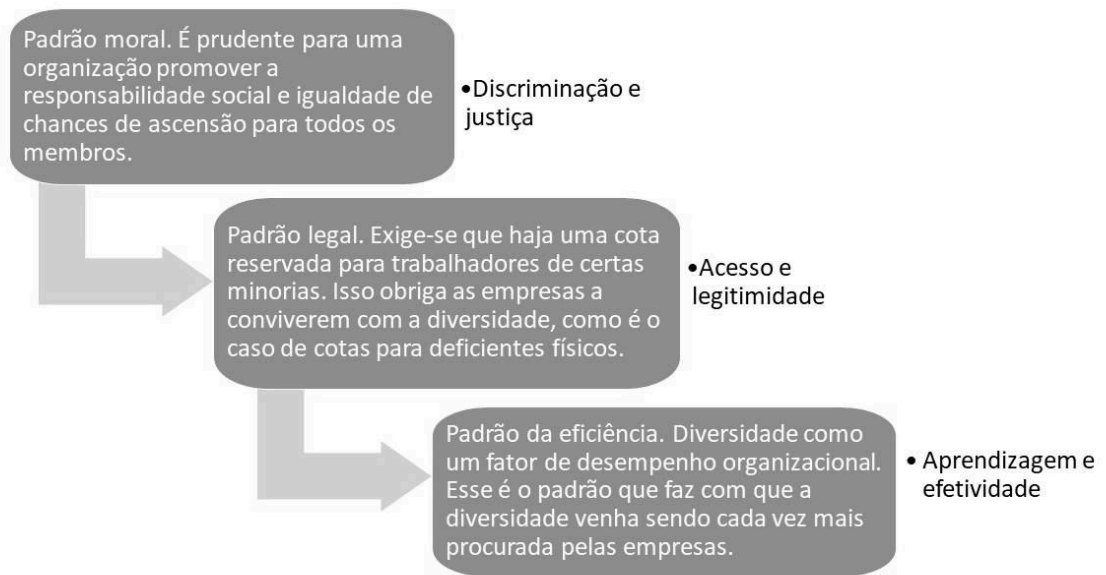 Padrão moral. É prudente para uma
organização promover a
responsabilidade social e igualdade de
chances de ascensão para todos os
membros.
•Discriminação e
justiça
Padrão legal. Exige-se que haja uma cota
reservada para trabalhadores de certas
minorias. Isso obriga as empresas a
conviverem com a diversidade, como é o
caso de cotas para deficientes físicos.
•Acesso e
legitimidade
Padrão da eficiência. Diversidade como
um fator de desempenho organizacional.
Esse é o padrão que faz com que a
diversidade venha sendo cada vez mais
procurada pelas empresas.
• Aprendizagem e
efetividade